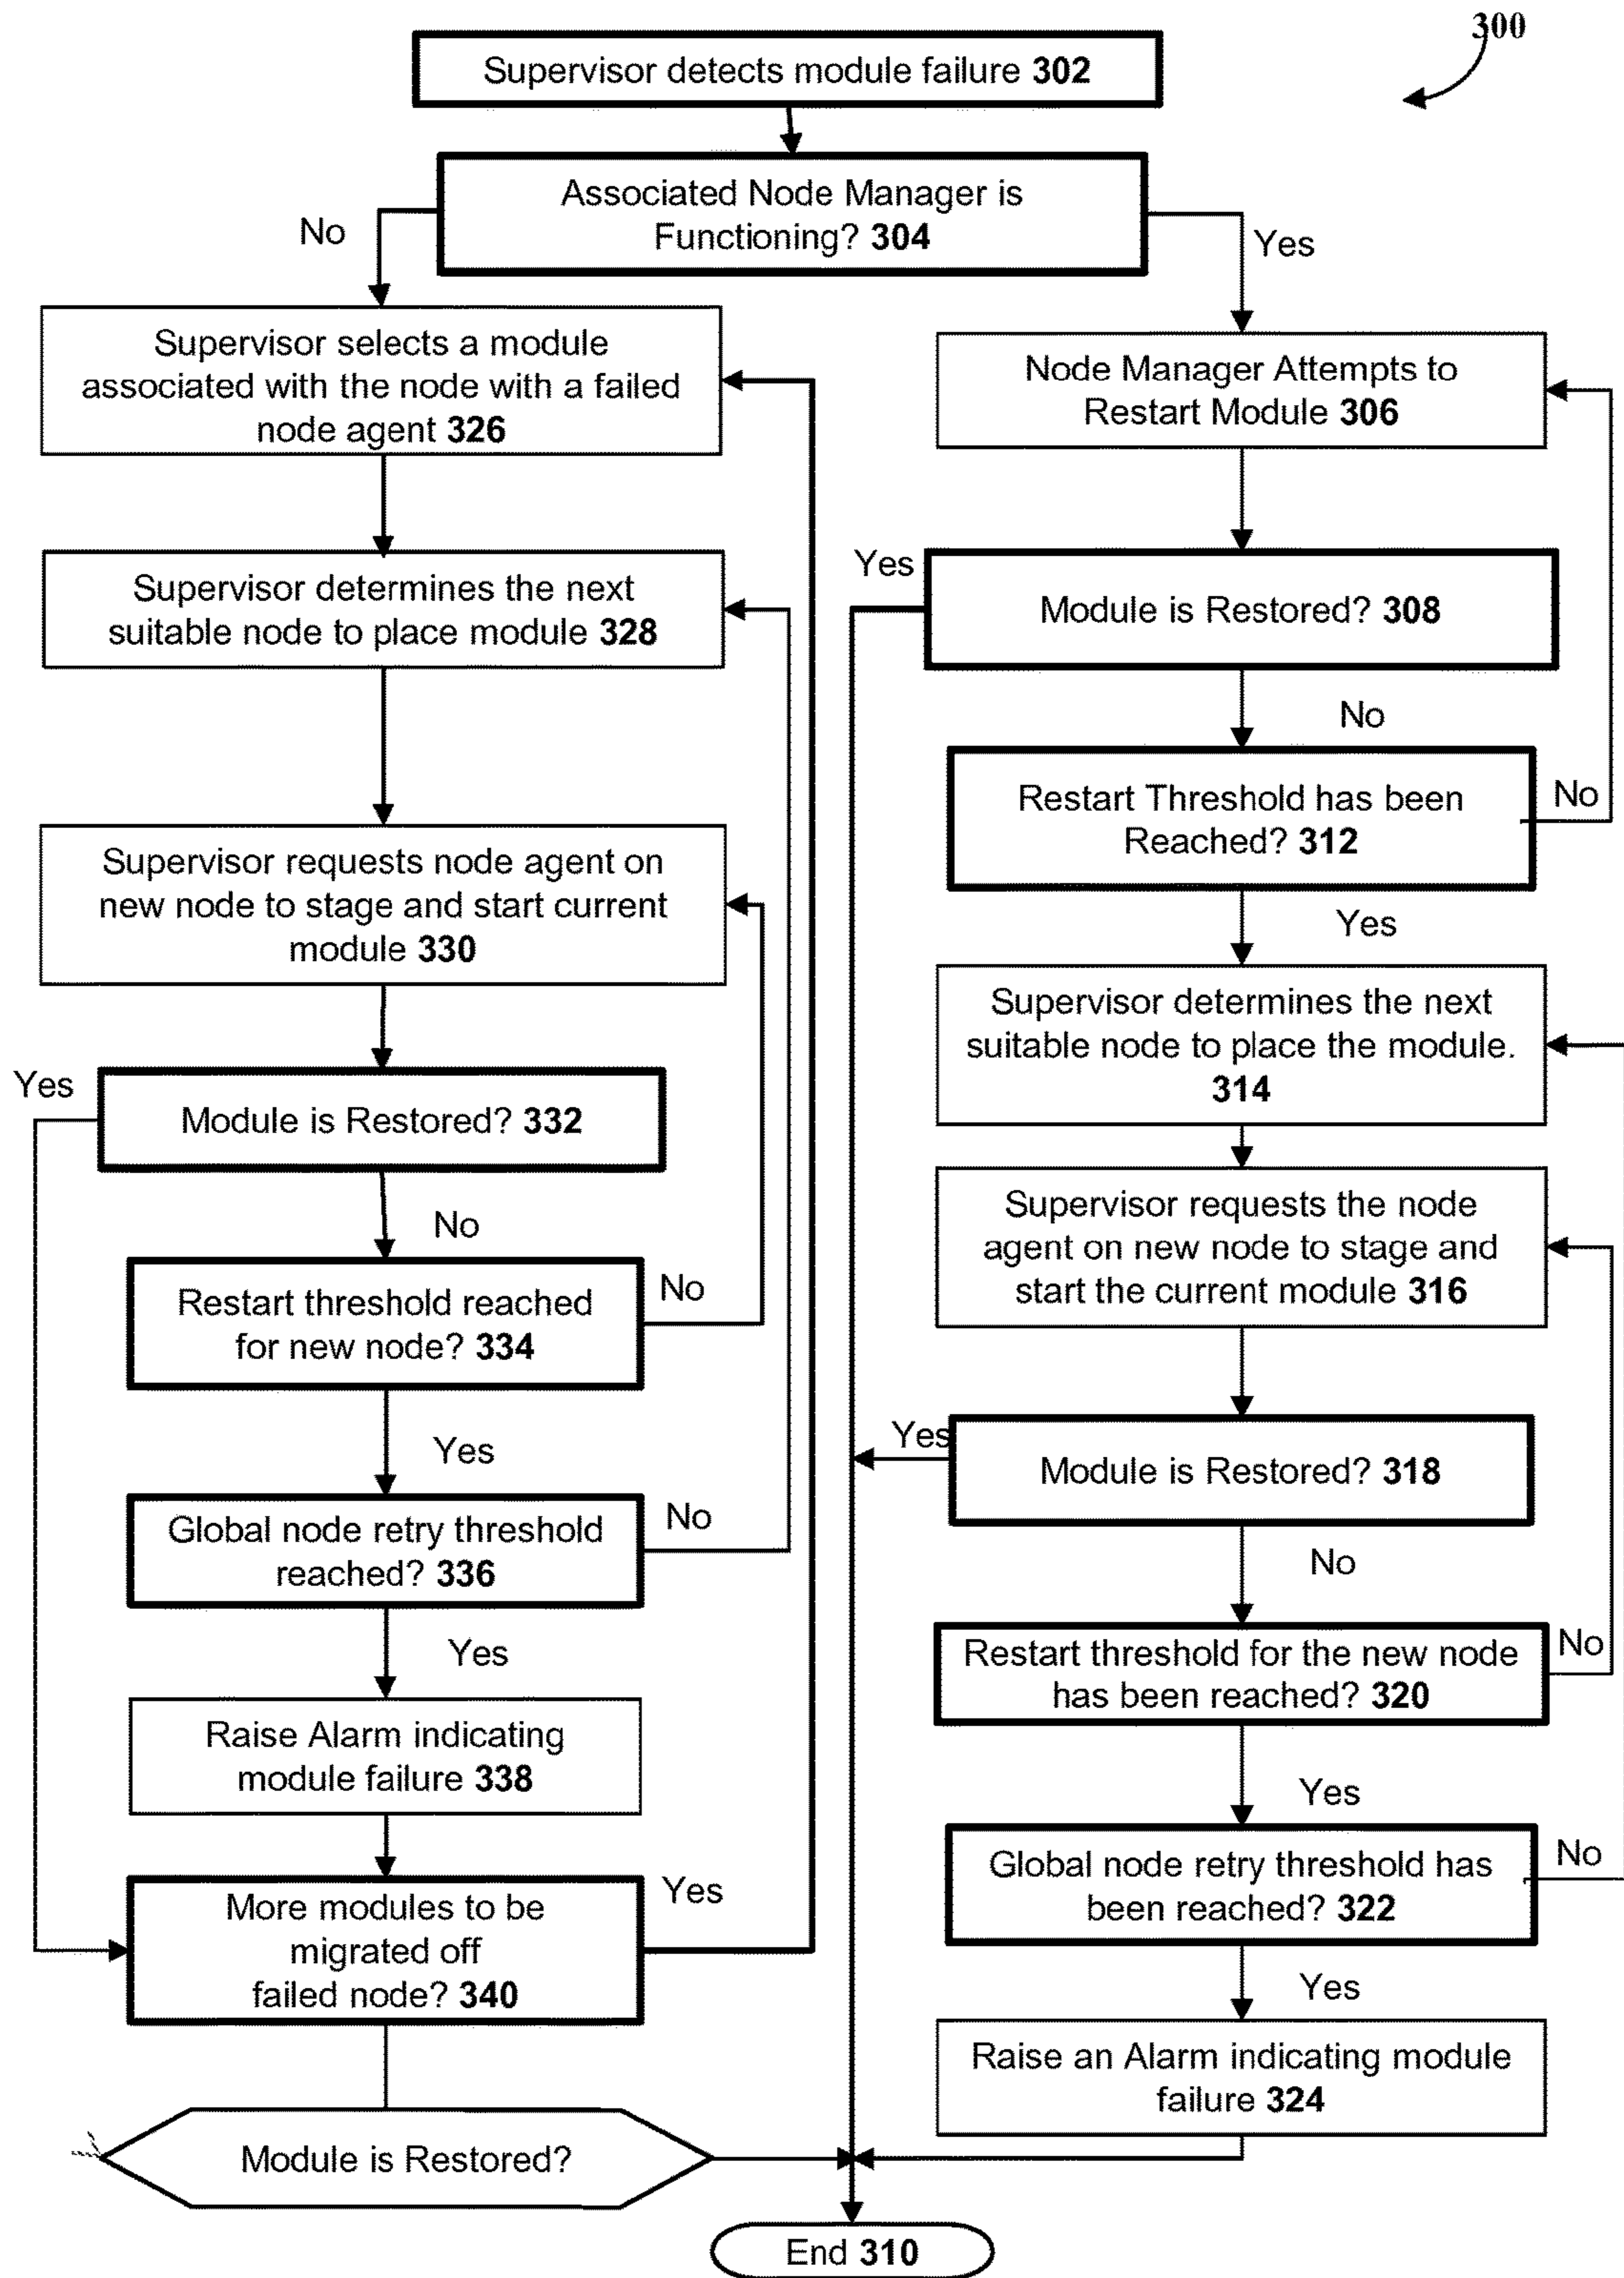 300
Supervisor detects module failure 302
Associated Node Manager is
Functioning? 304
No
Yes
Supervisor selects a module
associated with the node with a failed
node agent 326
Supervisor determines the next
suitable node to place module 328
Supervisor requests node agent on
new node to stage and start current
module 330
Yes
Module is Restored? 332
No
Restart threshold reached
for new node? 334
No
Yes
Global node retry threshold
reached? 336
No
Yes
Raise Alarm indicating
module failure 338
More modules to be
migrated off
failed node? 340
Yes
Module is Restored?
Node Manager Attempts to
Restart Module 306
Yes
Module is Restored? 308
No
Restart Threshold has been
Reached? 312
No
Yes
Supervisor determines the next
suitable node to place the module.
314
Supervisor requests the node
agent on new node to stage and
start the current module 316
Yes
Module is Restored? 318
No
Restart threshold for the new node
has been reached? 320
No
Yes
Global node retry threshold has
been reached? 322
No
Yes
Raise an Alarm indicating module
failure 324
End 310